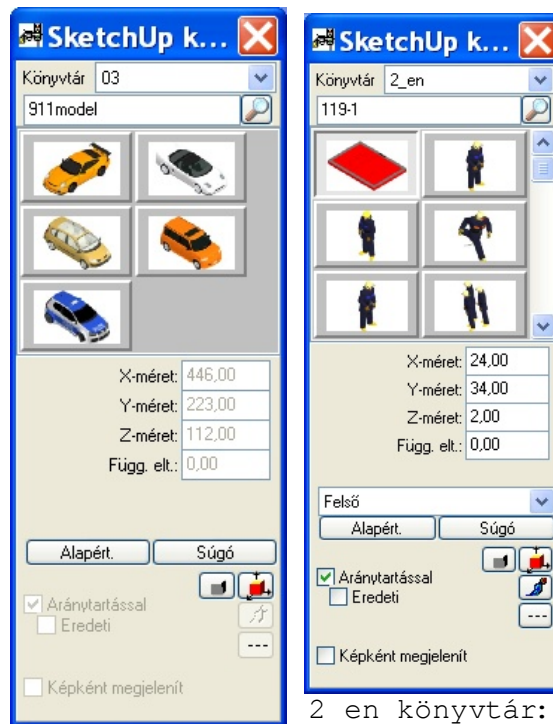 SketchUp k...
Könyvtár 03
911model
X-méret: 446,00
Y-méret: 223,00
Z-méret: 112,00
Függ. elt.: 0,00
Alapért. Súgó
Aránytartással
Eredeti
---
Képként megjelenít
SketchUp k...
Könyvtár 2_en
119-1
X-méret: 24,00
Y-méret: 34,00
Z-méret: 2,00
Függ. elt.: 0,00
Felső
Alapért. Súgó
Aránytartással
Eredeti
---
Képként megjelenít
2 en könyvtár: